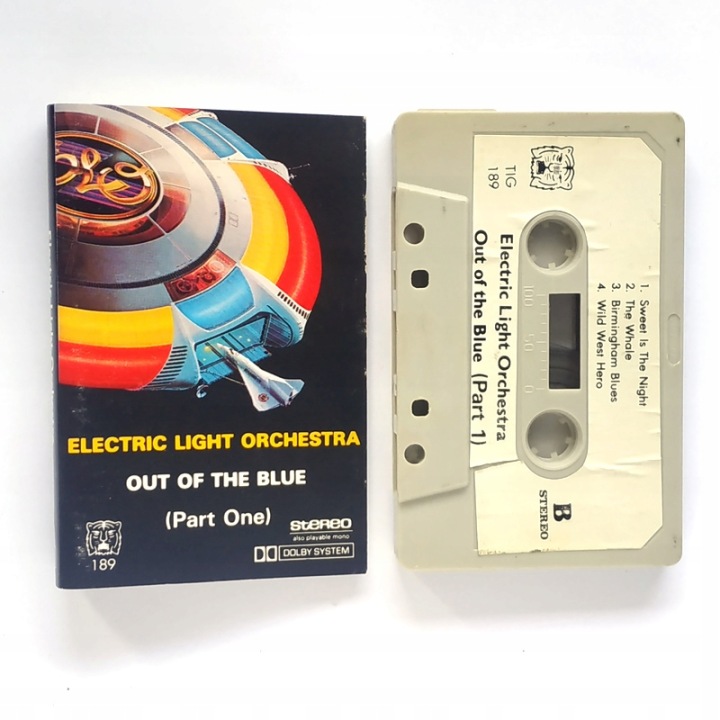 ELO
ELECTRIC LIGHT ORCHESTRA
OUT OF THE BLUE
(Part One)
STEREO
also playable mono
DOLBY SYSTEM
189
TIG
189
Electric Light Orchestra
Out of the Blue (Part 1)
1. Sweet Is The Night
2. The Whale
3. Birmingham Blues
4. Wild West Hero
100 50 0
B
STEREO